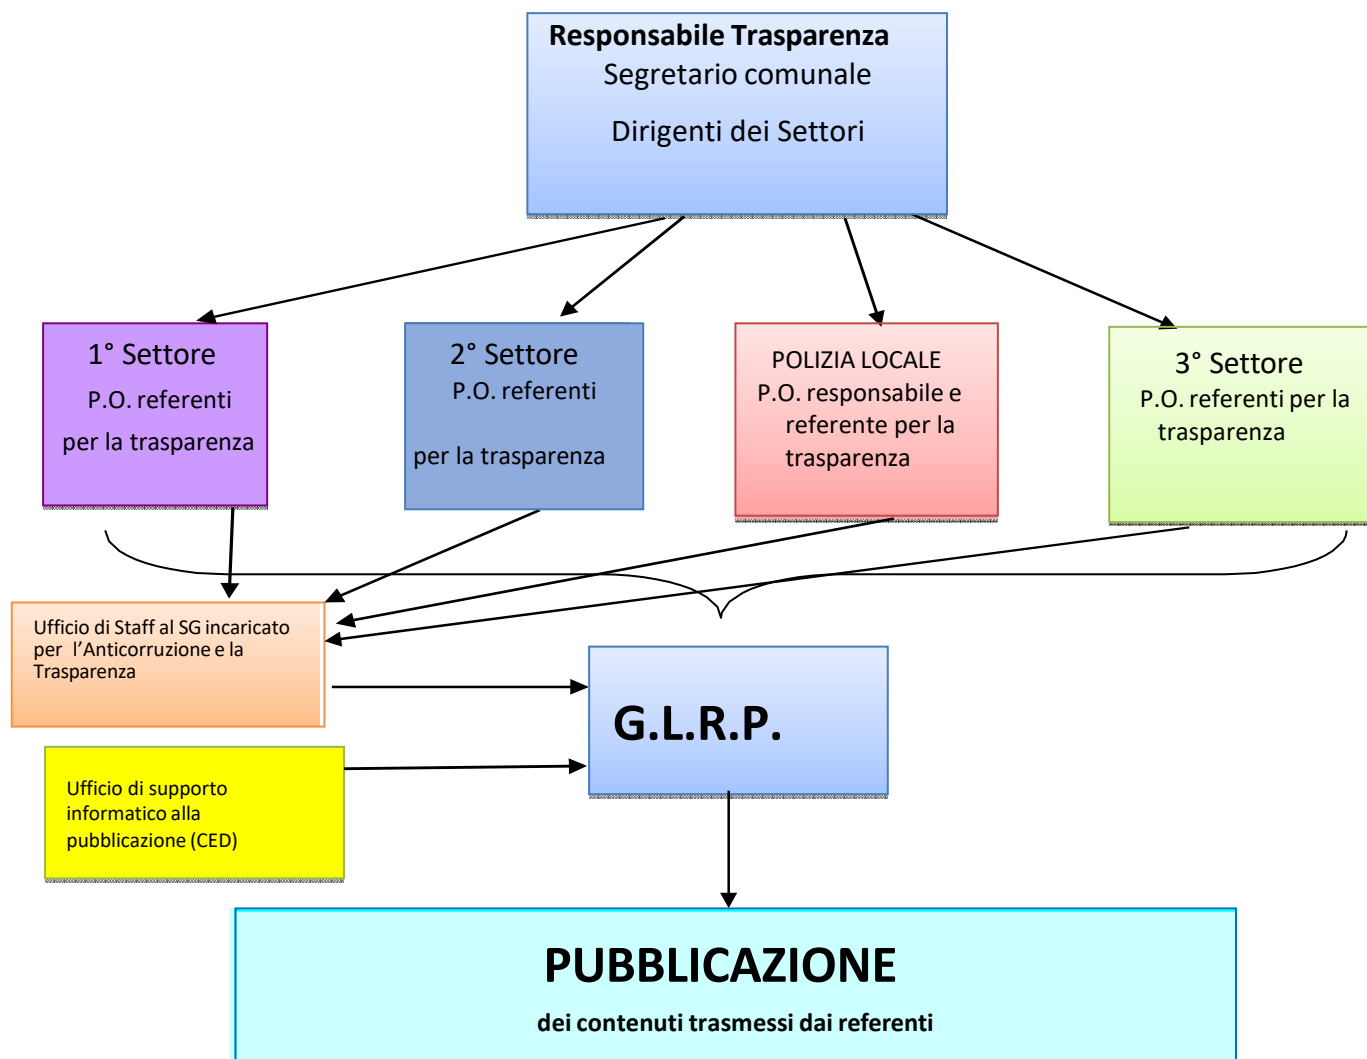 Responsabile Trasparenza
Segretario comunale
Dirigenti dei Settori
1° Settore
P.O. referenti
per la trasparenza
2° Settore
P.O. referenti
per la trasparenza
POLIZIA LOCALE
P.O. responsabile e
referente per la
trasparenza
3° Settore
P.O. referenti per la
trasparenza
Ufficio di Staff al SG incaricato
per l'Anticorruzione e la
Trasparenza
G.L.R.P.
Ufficio di supporto
informatico alla
pubblicazione (CED)
PUBBLICAZIONE
dei contenuti trasmessi dai referenti